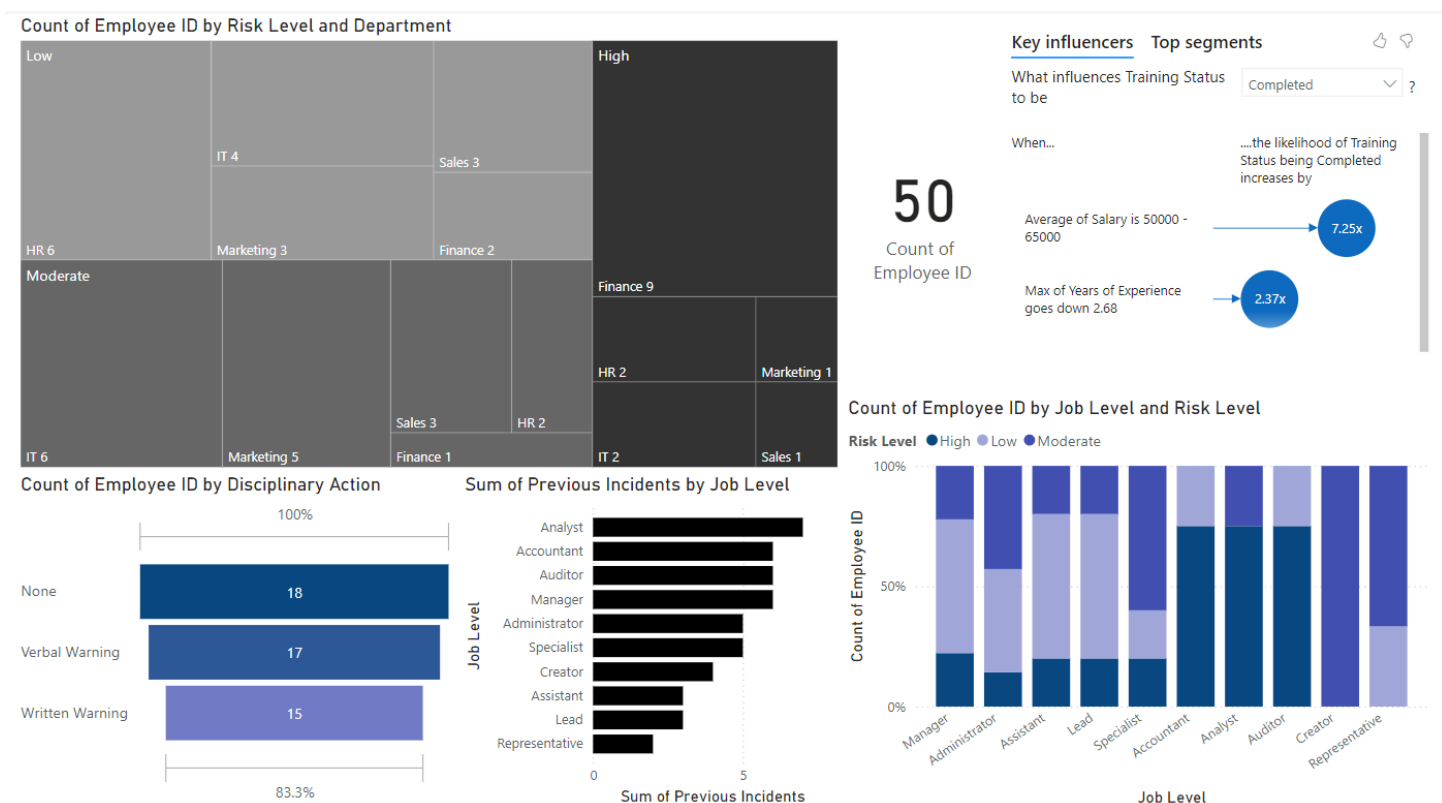 Count of Employee ID by Risk Level and Department
Low
IT 4
Sales 3
HR 6
Marketing 3
Finance 2
High
Finance 9
HR 2
Marketing 1
IT 2
Sales 1
Moderate
Sales 3
HR 2
IT 6
Marketing 5
Finance 1
50
Count of
Employee ID
Key influencers
Top segments
What influences Training Status
to be
Completed
?
When...
....the likelihood of Training
Status being Completed
increases by
Average of Salary is 50000 -
65000
7.25x
Max of Years of Experience
goes down 2.68
2.37x
Count of Employee ID by Disciplinary Action
100%
None
18
Verbal Warning
17
Written Warning
15
83.3%
Sum of Previous Incidents by Job Level
Job Level
Analyst
Accountant
Auditor
Manager
Administrator
Specialist
Creator
Assistant
Lead
Representative
0
5
Sum of Previous Incidents
Count of Employee ID by Job Level and Risk Level
Risk Level High Low Moderate
Count of Employee ID
100%
50%
0%
Manager
Administrator
Assistant
Lead
Specialist
Accountant
Analyst
Auditor
Creator
Representative
Job Level